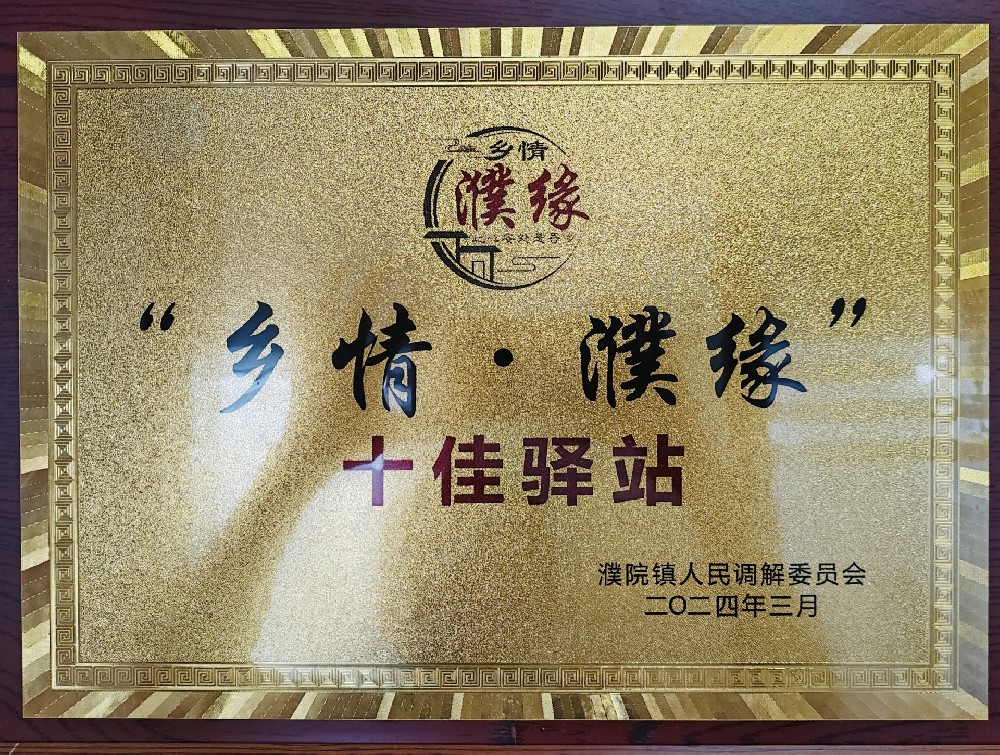 乡情
濮缘
“乡情·濮缘”
十佳驿站
濮院镇人民调解委员会
二〇二四年三月